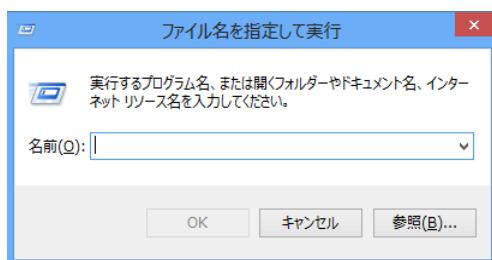 ファイル名を指定して実行
実行するプログラム名、または開くフォルダーやドキュメント名、インター
ネット リソース名を入力してください。
名前(O):
OK キャンセル 参照(B)...